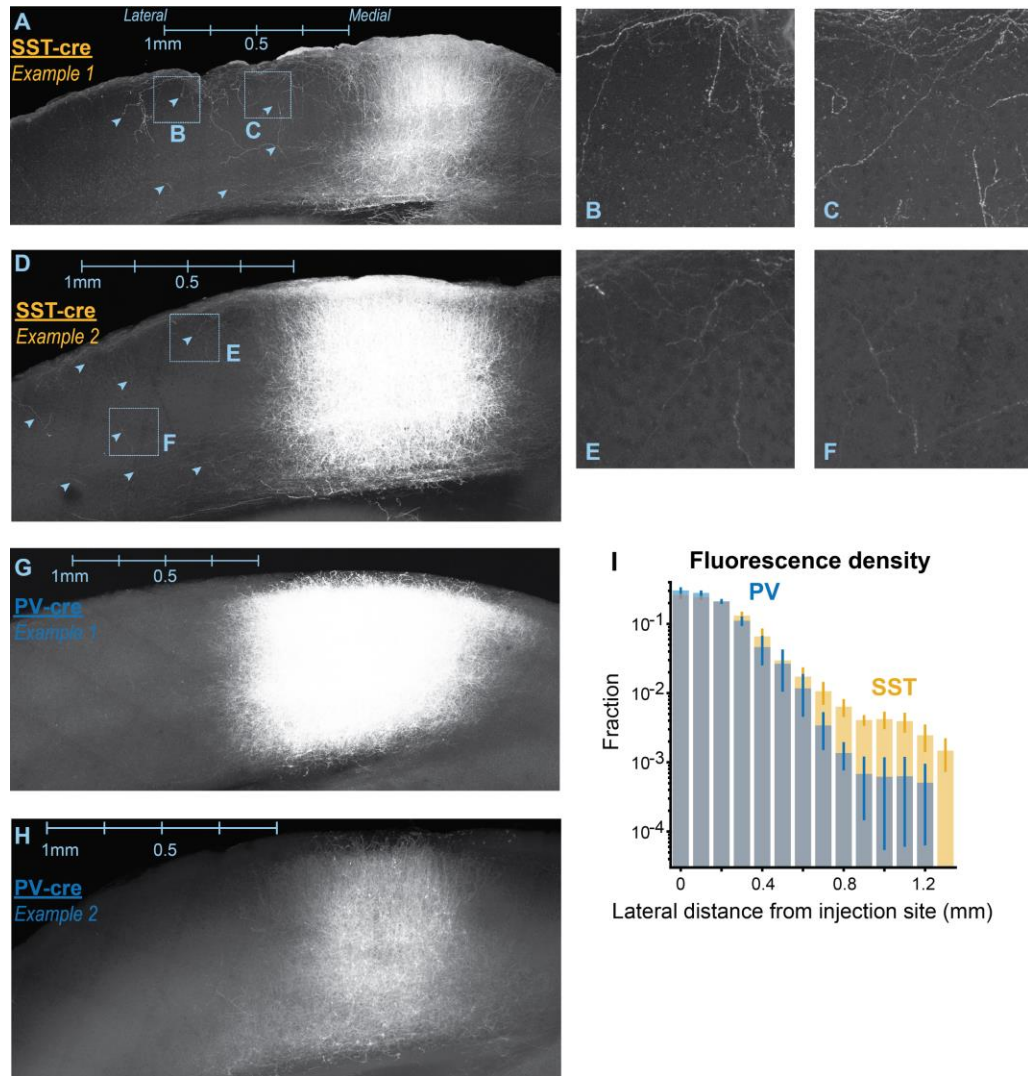 A
Lateral
Medial
1mm
0.5
SST-cre
Example 1
B
C
B
C
D
1mm
0.5
SST-cre
Example 2
E
F
E
F
G
1mm
0.5
PV-cre
Example 1
H
1mm
0.5
PV-cre
Example 2
I
Fluorescence density
PV
SST
Fraction
10-1
10-2
10-3
10-4
0
0.4
0.8
1.2
Lateral distance from injection site (mm)